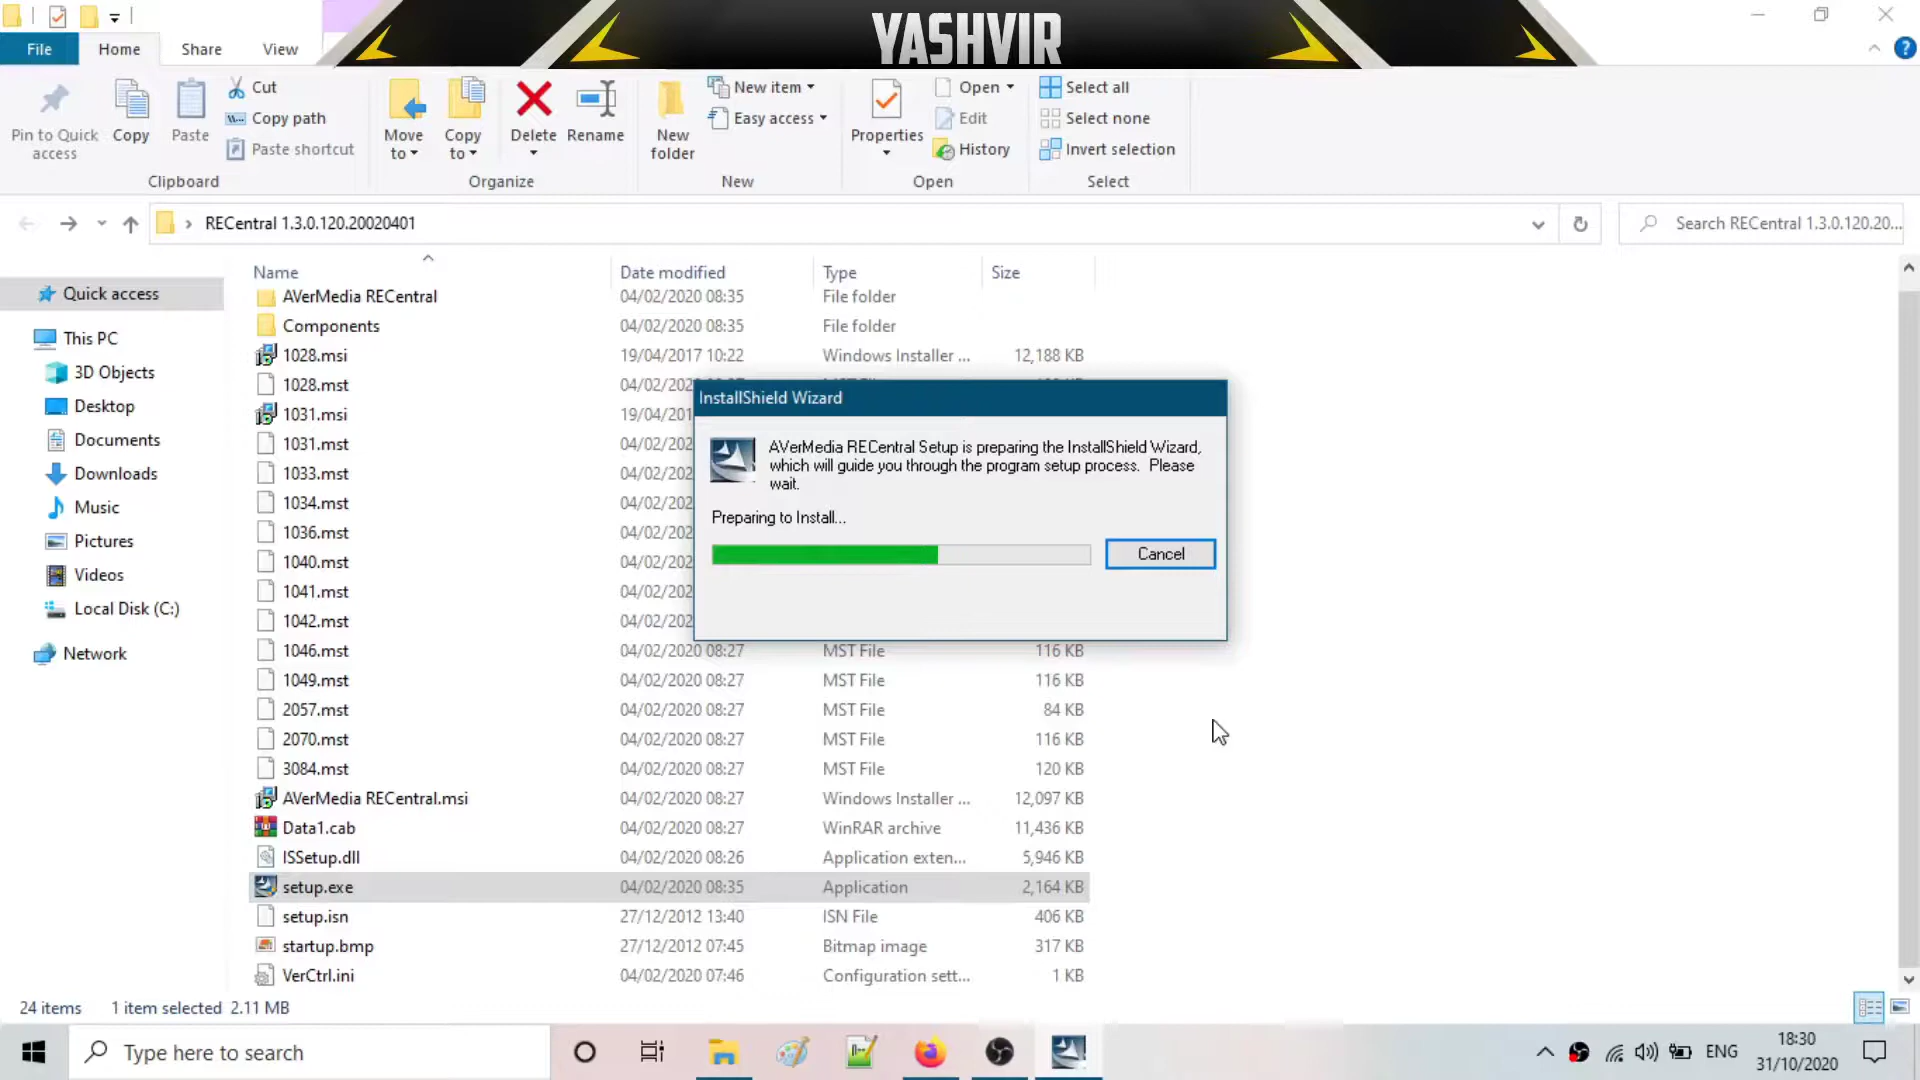 YASHVIR
File
Home
Share
View
Pin to Quick
access
Copy
Paste
Cut
Copy path
Paste shortcut
Clipboard
Move
to
Copy
to
Delete
Rename
Organize
New
folder
New item
Easy access
New
Properties
Open
Edit
History
Open
Select all
Select none
Invert selection
Select
RECentral 1.3.0.120.20020401
Search RECentral 1.3.0.120.20...
Quick access
This PC
3D Objects
Desktop
Documents
Downloads
Music
Pictures
Videos
Local Disk (C:)
Network
Name Date modified Type Size
AVerMedia RECentral 04/02/2020 08:35 File folder
Components 04/02/2020 08:35 File folder
1028.msi 19/04/2017 10:22 Windows Installer ... 12,188 KB
1028.mst 04/02/202
1031.msi 19/04/201
1031.mst 04/02/202
1033.mst 04/02/202
1034.mst 04/02/202
1036.mst 04/02/202
1040.mst 04/02/202
1041.mst 04/02/202
1042.mst 04/02/202
1046.mst 04/02/2020 08:27 MST File 116 KB
1049.mst 04/02/2020 08:27 MST File 116 KB
2057.mst 04/02/2020 08:27 MST File 84 KB
2070.mst 04/02/2020 08:27 MST File 116 KB
3084.mst 04/02/2020 08:27 MST File 120 KB
AVerMedia RECentral.msi 04/02/2020 08:27 Windows Installer ... 12,097 KB
Data1.cab 04/02/2020 08:27 WinRAR archive 11,436 KB
ISSetup.dll 04/02/2020 08:26 Application exten... 5,946 KB
setup.exe 04/02/2020 08:35 Application 2,164 KB
setup.isn 27/12/2012 13:40 ISN File 406 KB
startup.bmp 27/12/2012 07:45 Bitmap image 317 KB
VerCtrl.ini 04/02/2020 07:46 Configuration sett... 1 KB
InstallShield Wizard
AVerMedia RECentral Setup is preparing the InstallShield Wizard,
which will guide you through the program setup process. Please
wait.
Preparing to Install...
Cancel
24 items 1 item selected 2.11 MB
Type here to search
ENG
18:30
31/10/2020